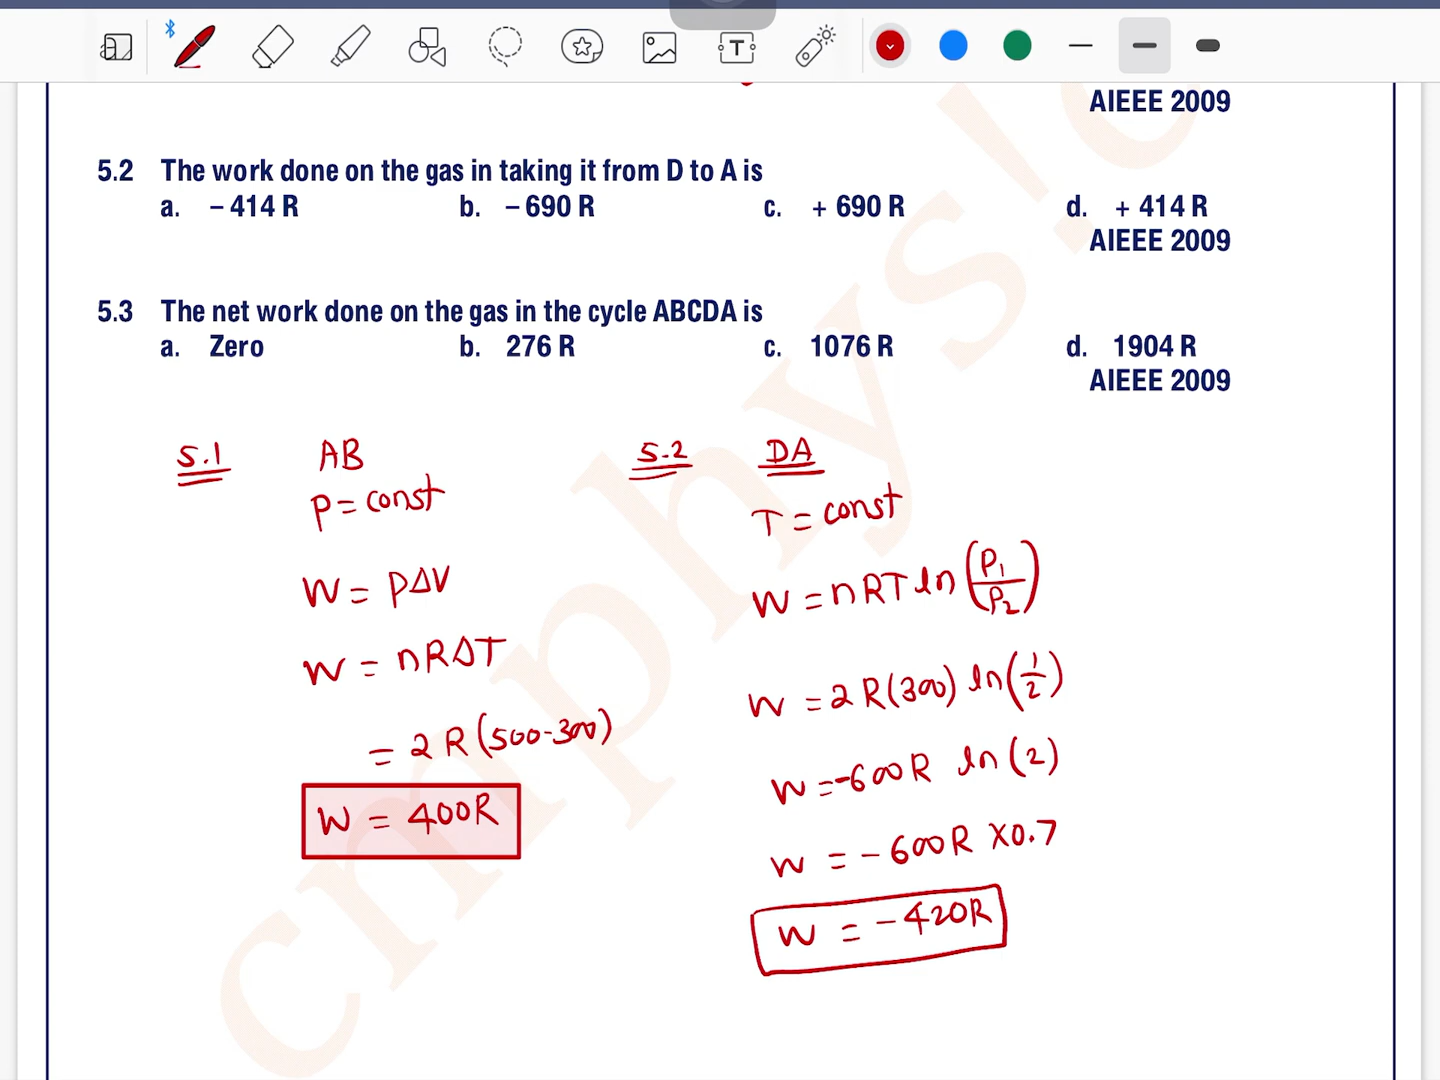 AIEEE 2009
5.2 The work done on the gas in taking it from D to A is
a. – 414 R b. – 690 R c. + 690 R d. + 414 R
AIEEE 2009
5.3 The net work done on the gas in the cycle ABCDA is
a. Zero b. 276 R c. 1076 R d. 1904 R
AIEEE 2009
5.1 AB
P = const
W = PΔV
W = nRΔT
= 2R(500-300)
W = 400R
5.2 DA
T = const
W = nRT ln(P₁/P₂)
W = 2R(300) ln(1/2)
W = -600R ln(2)
W = -600R X0.7
W = -420R
cmphys!c